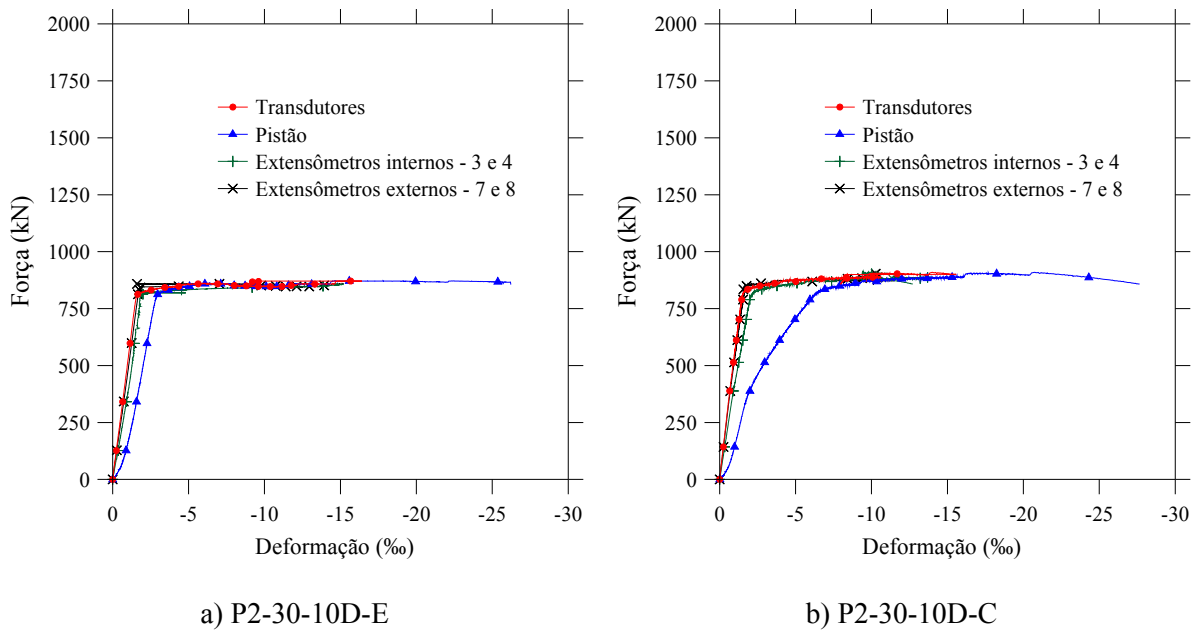 2000
1750
1500
1250
1000
750
500
250
0
Força (kN)
0 -5 -10 -15 -20 -25 -30
Deformação (‰)
Transdutores
Pistão
Extensômetros internos - 3 e 4
Extensômetros externos - 7 e 8
a) P2-30-10D-E
2000
1750
1500
1250
1000
750
500
250
0
Força (kN)
0 -5 -10 -15 -20 -25 -30
Deformação (‰)
Transdutores
Pistão
Extensômetros internos - 3 e 4
Extensômetros externos - 7 e 8
b) P2-30-10D-C